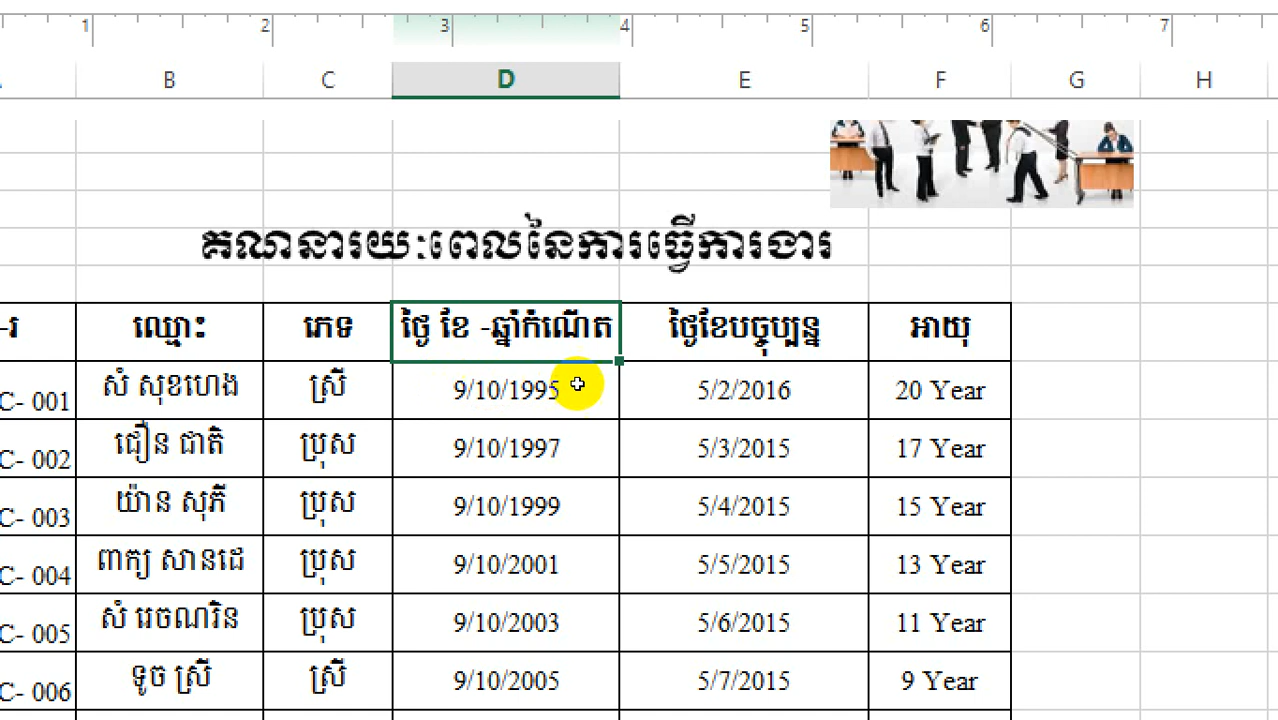 1 2 3 4 5 6 7
B C D E F G H
គណនារយៈពេលនៃការធ្វើការងារ
-រ ឈ្មោះ ភេទ ថ្ងៃ ខែ -ឆ្នាំកំណើត ថ្ងៃខែបច្ចុប្បន្ន អាយុ
C- 001 សំ សុខហេង ស្រី 9/10/1995 5/2/2016 20 Year
C- 002 ជឿន ជាតិ ប្រុស 9/10/1997 5/3/2015 17 Year
C- 003 យ៉ាន សុភី ប្រុស 9/10/1999 5/4/2015 15 Year
C- 004 ពាក្យ សានដេ ប្រុស 9/10/2001 5/5/2015 13 Year
C- 005 សំ រេចណរិន ប្រុស 9/10/2003 5/6/2015 11 Year
C- 006 ទូច ស្រី ស្រី 9/10/2005 5/7/2015 9 Year